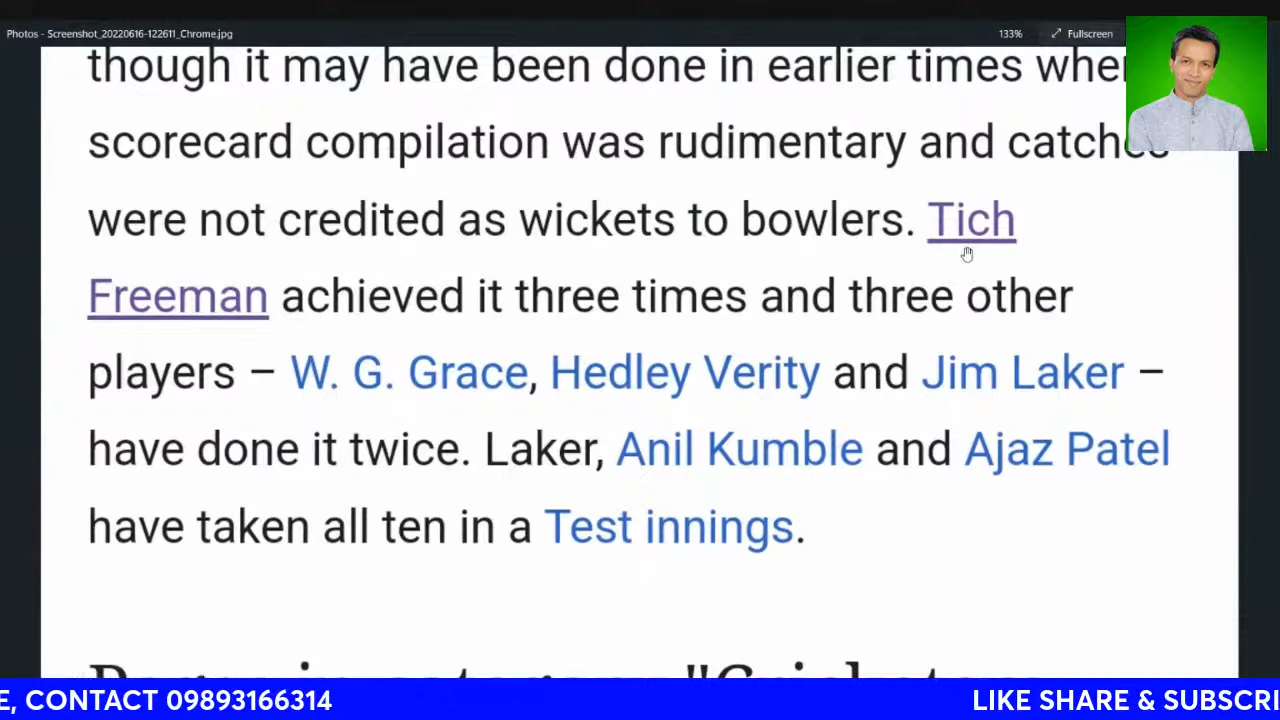 Photos - Screenshot_20220616-122611_Chrome.jpg
133%
Fullscreen
though it may have been done in earlier times
scorecard compilation was rudimentary and
were not credited as wickets to bowlers. Tich
Freeman achieved it three times and three other
players – W. G. Grace, Hedley Verity and Jim Laker –
have done it twice. Laker, Anil Kumble and Ajaz Patel
have taken all ten in a Test innings.
E, CONTACT 09893166314
LIKE SHARE & SUBSCRI